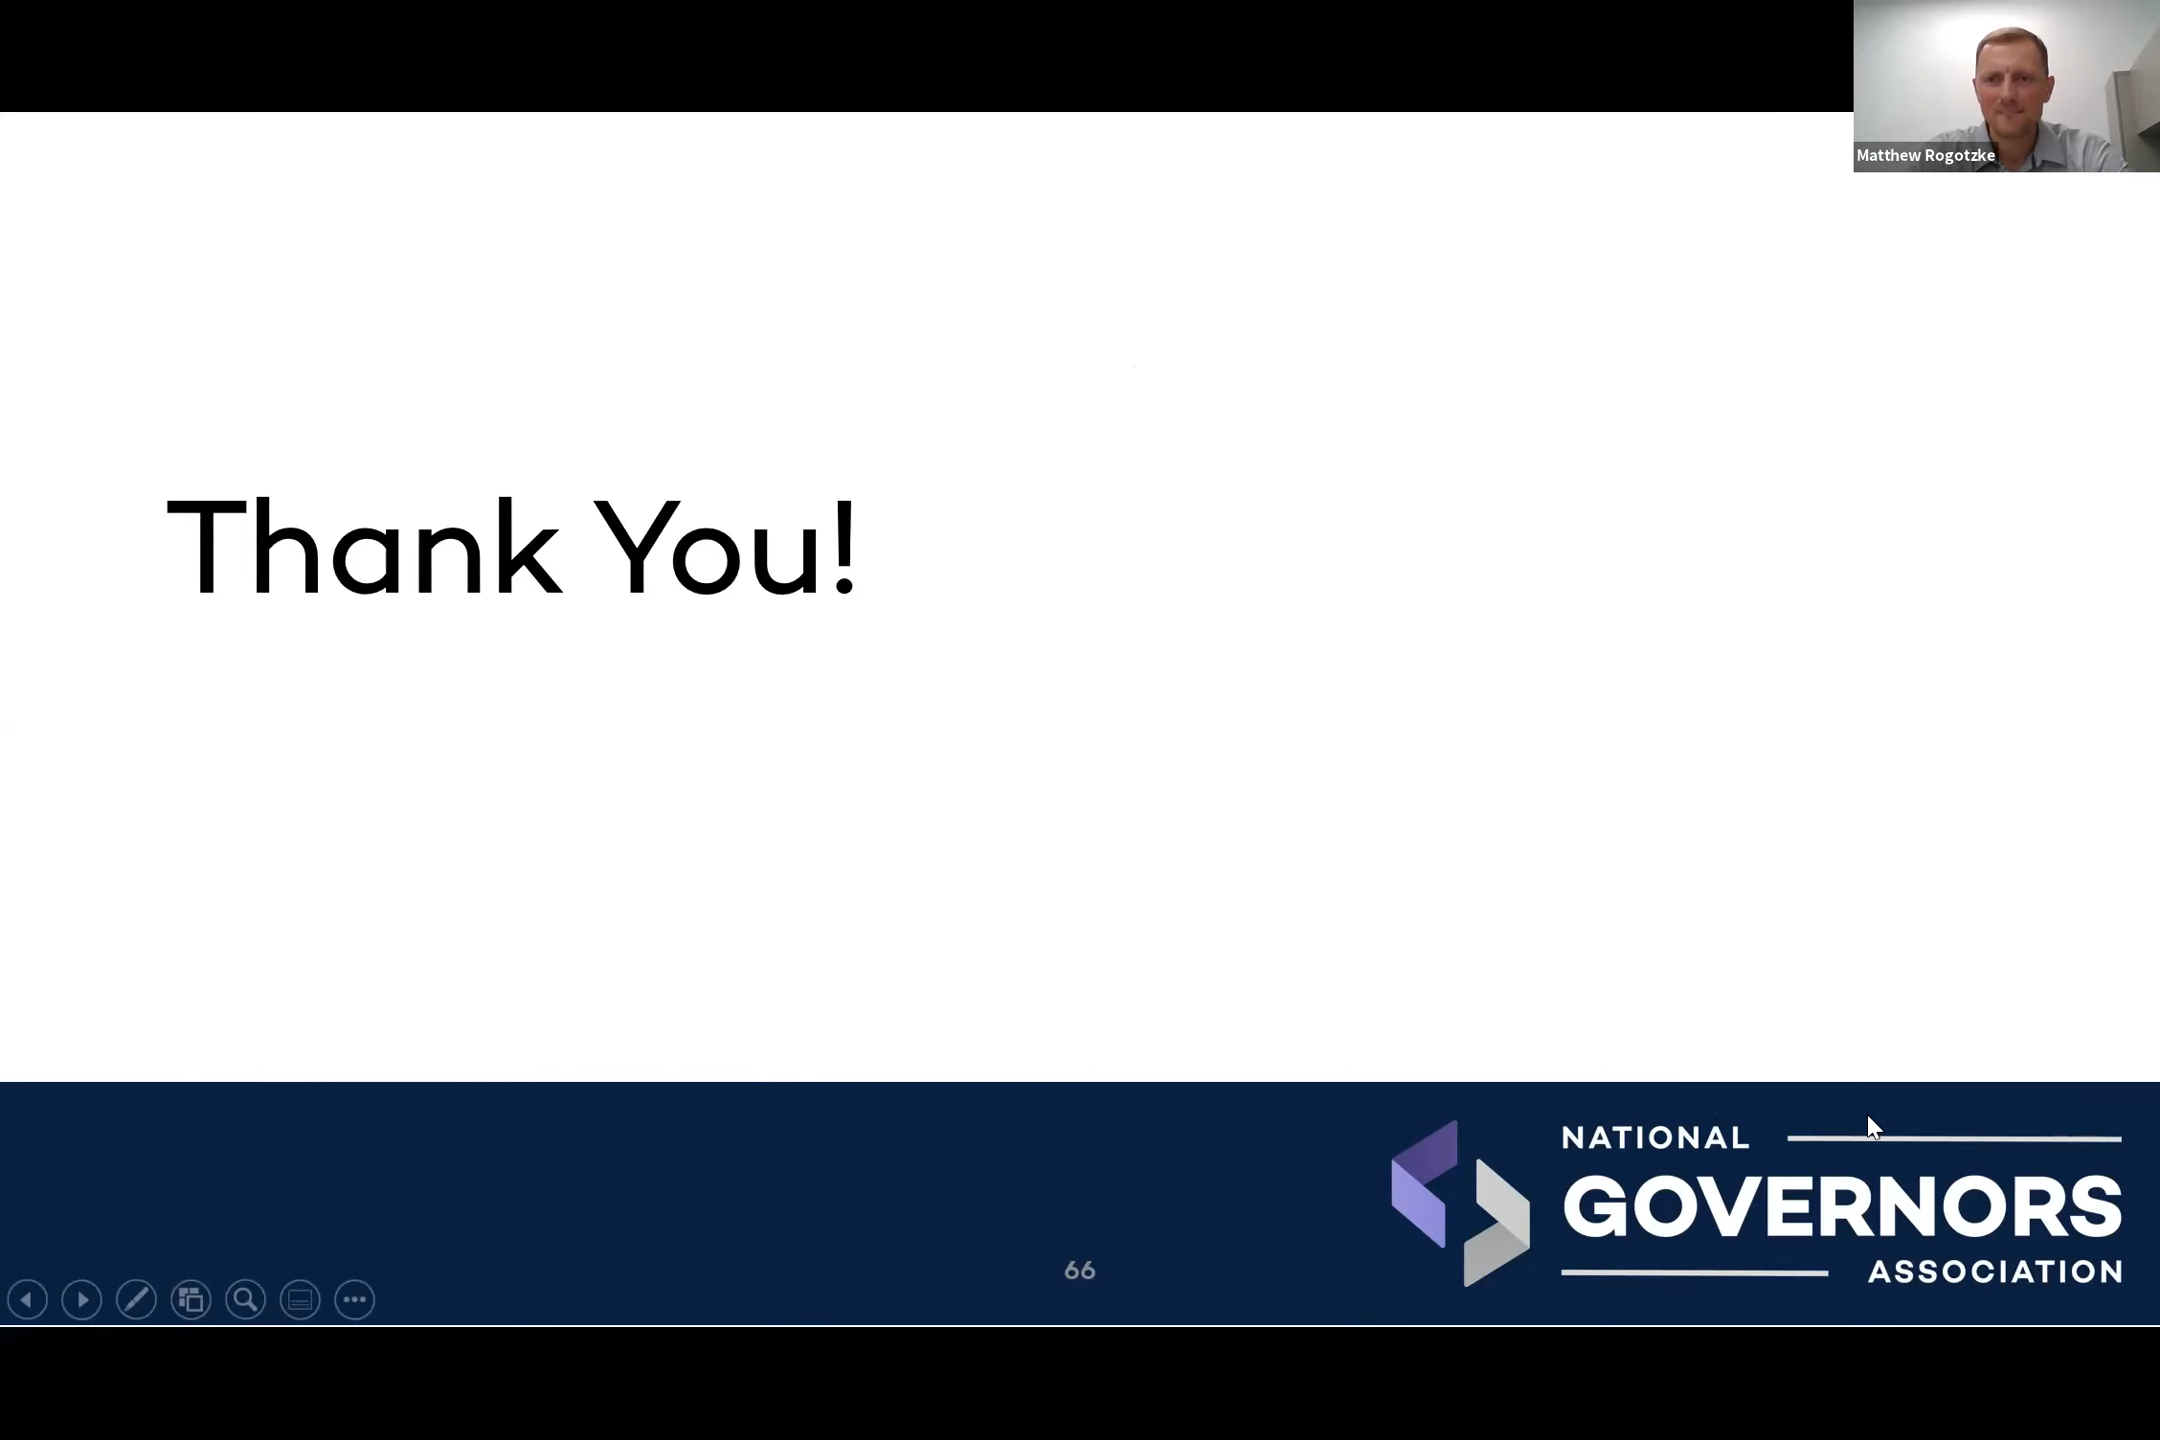 Matthew Rogotzke
Thank You!
NATIONAL
GOVERNORS
ASSOCIATION
66